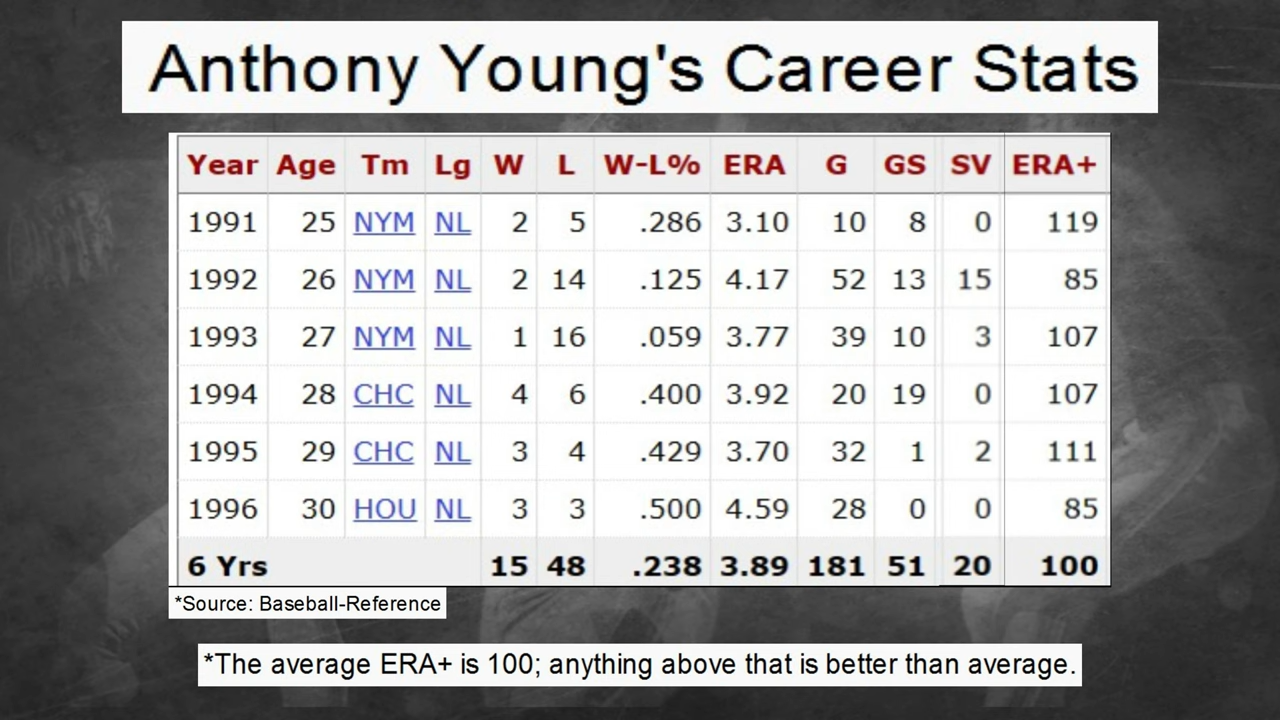 Anthony Young's Career Stats
Year Age Tm Lg W L W-L% ERA G GS SV ERA+
1991 25 NYM NL 2 5 .286 3.10 10 8 0 119
1992 26 NYM NL 2 14 .125 4.17 52 13 15 85
1993 27 NYM NL 1 16 .059 3.77 39 10 3 107
1994 28 CHC NL 4 6 .400 3.92 20 19 0 107
1995 29 CHC NL 3 4 .429 3.70 32 1 2 111
1996 30 HOU NL 3 3 .500 4.59 28 0 0 85
6 Yrs 15 48 .238 3.89 181 51 20 100
*Source: Baseball-Reference
*The average ERA+ is 100; anything above that is better than average.